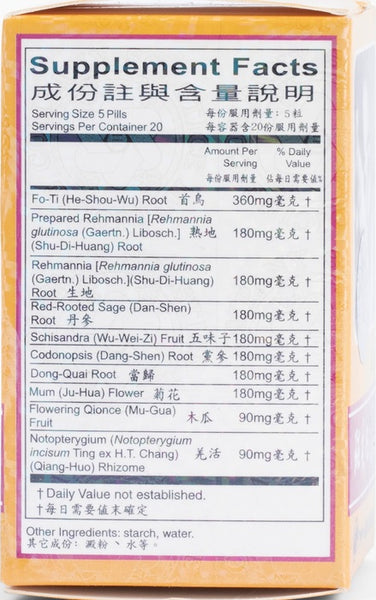 Supplement Facts
成份註與含量說明
Serving Size 5 Pills 每份服用劑量：5粒
Servings Per Container 20 每容器含20份服用劑量
Amount Per Serving % Daily Value
每份服用劑量 佔每日需要值%
Fo-Ti (He-Shou-Wu) Root 首烏 360mg毫克 †
Prepared Rehmannia [Rehmannia
glutinosa (Gaertn.) Libosch.] 熟地 180mg毫克 †
(Shu-Di-Huang) Root
Rehmannia [Rehmannia glutinosa
(Gaertn.) Libosch.](Shu-Di-Huang) 180mg毫克 †
Root 生地
Red-Rooted Sage (Dan-Shen)
Root 丹參 180mg毫克 †
Schisandra (Wu-Wei-Zi) Fruit 五味子 180mg毫克 †
Codonopsis (Dang-Shen) Root 黨參 180mg毫克 †
Dong-Quai Root 當歸 180mg毫克 †
Mum (Ju-Hua) Flower 菊花 180mg毫克 †
Flowering Qionce (Mu-Gua) 木瓜 90mg毫克 †
Fruit
Notopterygium (Notopterygium
incisum Ting ex H.T. Chang) 羌活 90mg毫克 †
(Qiang-Huo) Rhizome
† Daily Value not established.
†每日需要值未確定
Other Ingredients: starch, water.
其它成份：澱粉、水等。